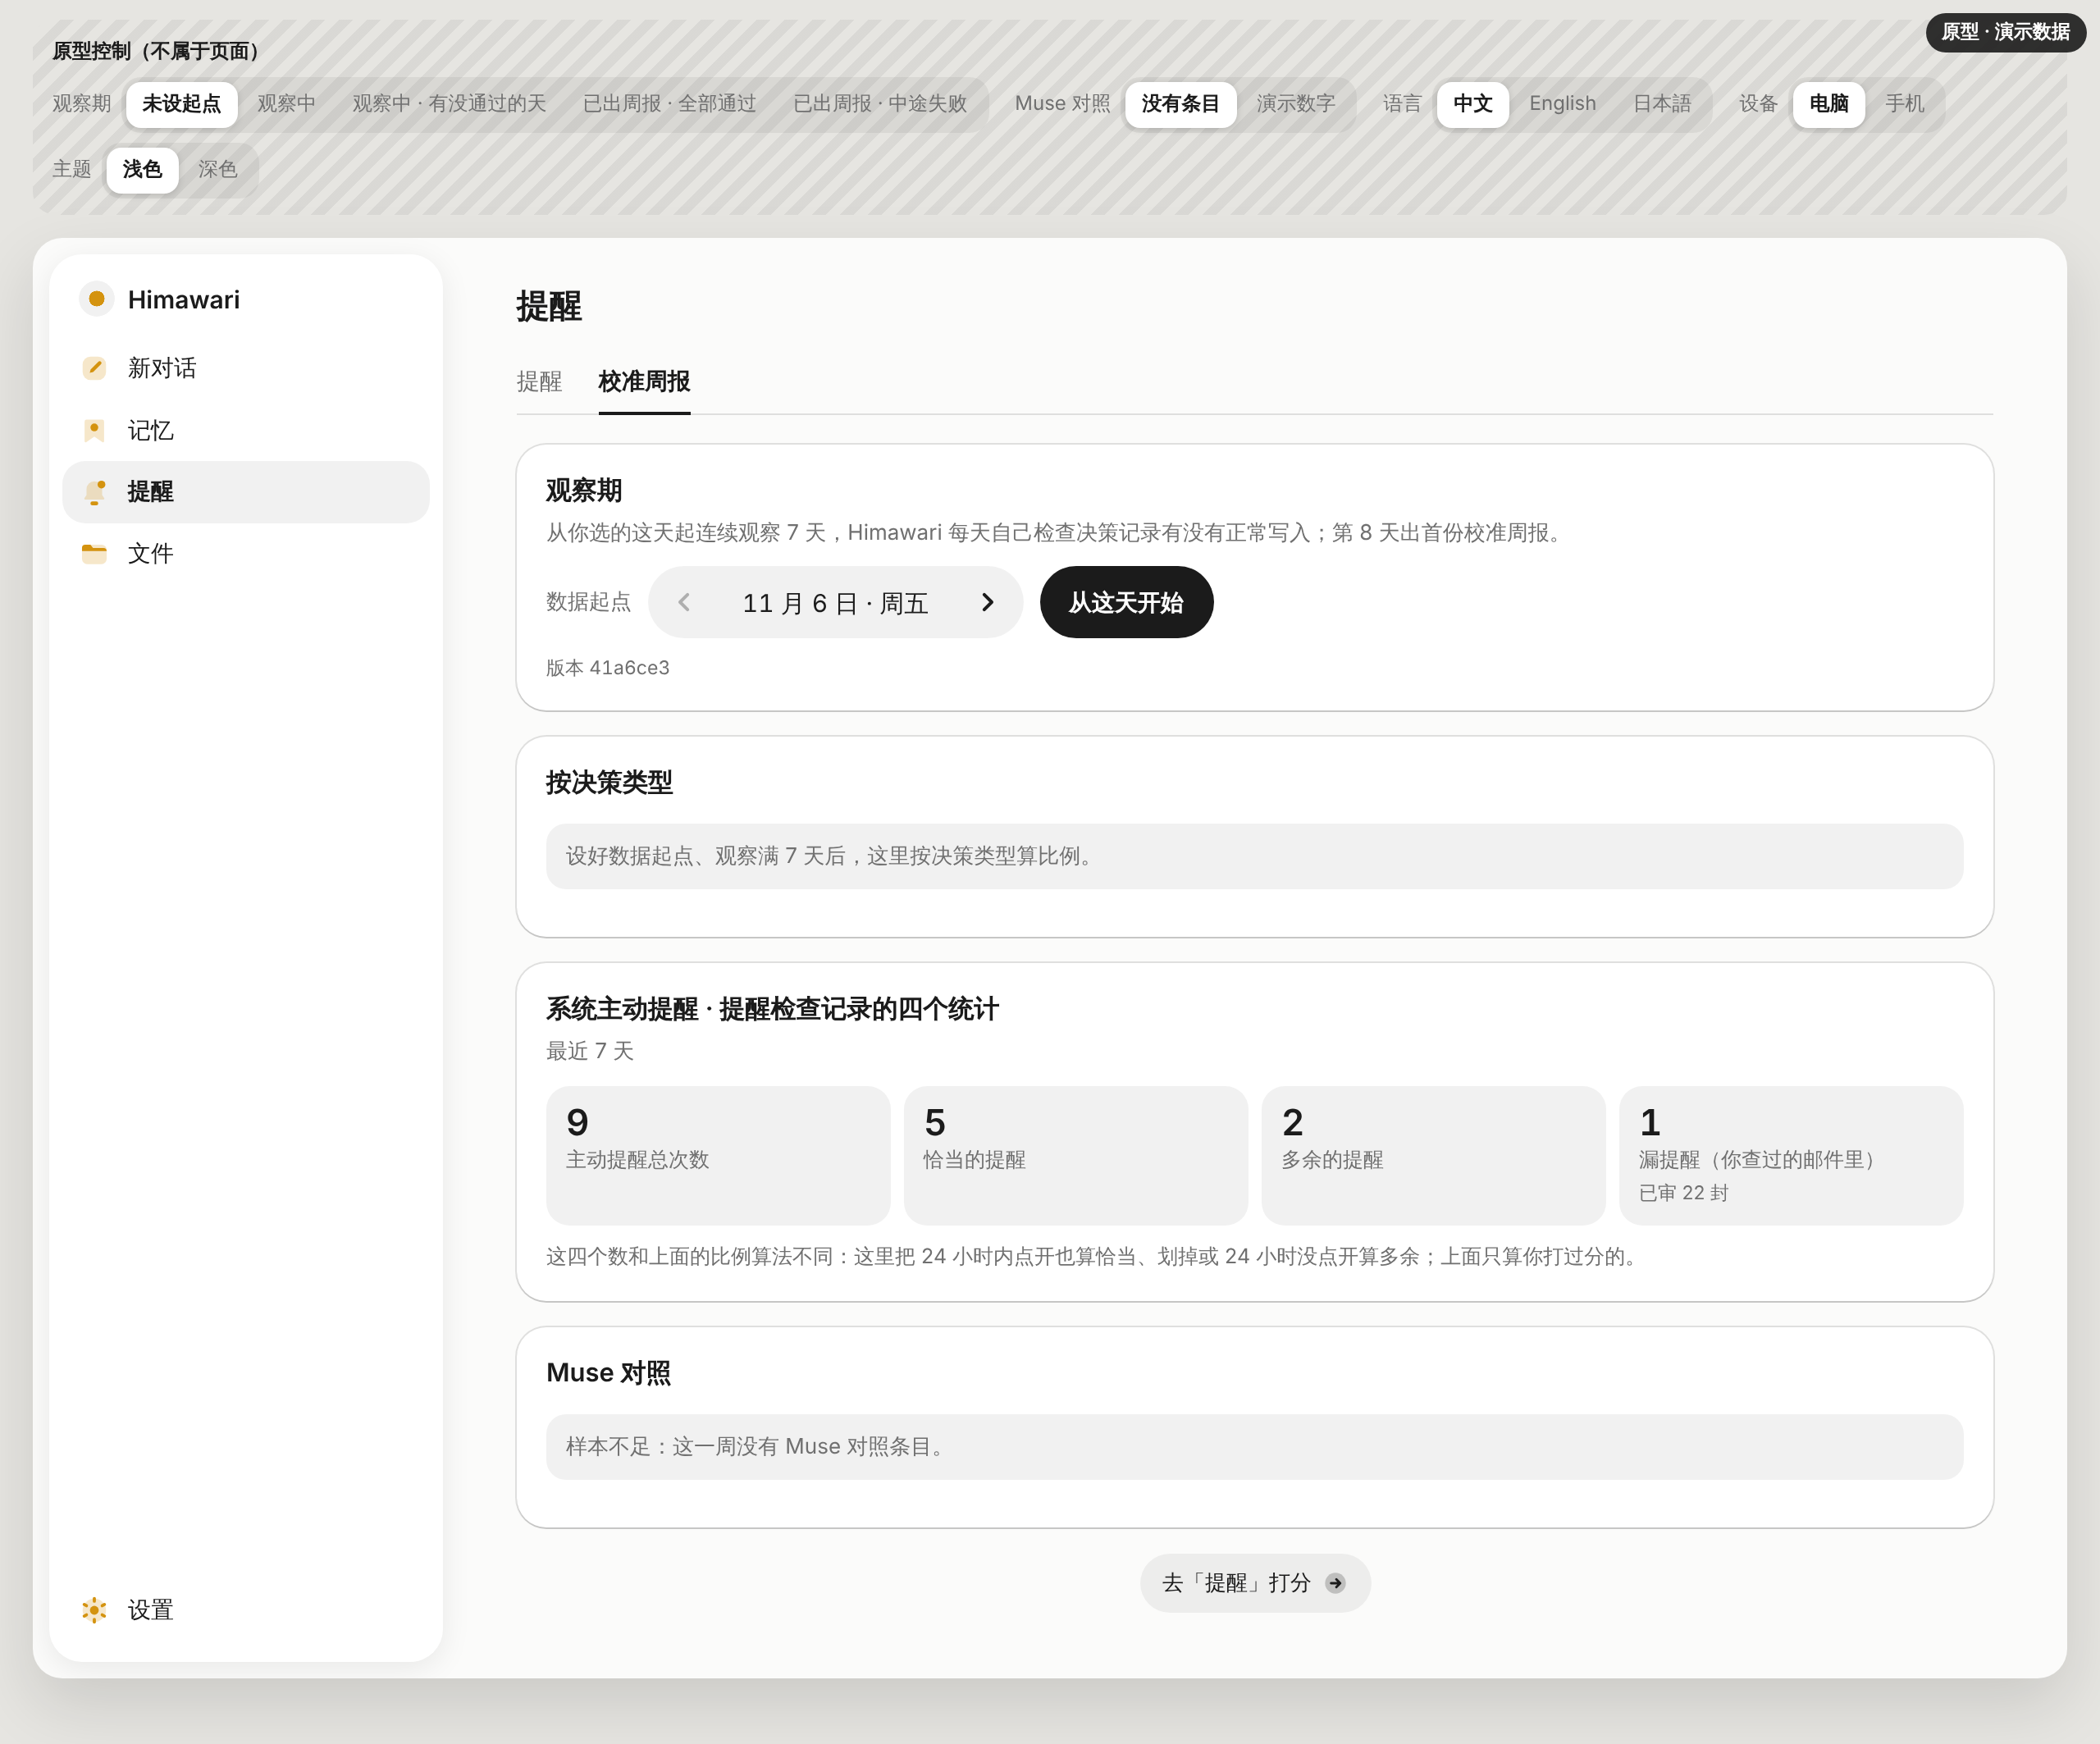 原型 · 演示数据
原型控制（不属于页面）
观察期 未设起点 观察中 观察中 · 有没通过的天 已出周报 · 全部通过 已出周报 · 中途失败 Muse 对照 没有条目 演示数字 语言 中文 English 日本語 设备 电脑 手机
主题 浅色 深色
Himawari
新对话
记忆
提醒
文件
设置
提醒
提醒 校准周报
观察期
从你选的这天起连续观察 7 天，Himawari 每天自己检查决策记录有没有正常写入；第 8 天出首份校准周报。
数据起点 11 月 6 日 · 周五 从这天开始
版本 41a6ce3
按决策类型
设好数据起点、观察满 7 天后，这里按决策类型算比例。
系统主动提醒 · 提醒检查记录的四个统计
最近 7 天
9
主动提醒总次数
5
恰当的提醒
2
多余的提醒
1
漏提醒（你查过的邮件里）
已审 22 封
这四个数和上面的比例算法不同：这里把 24 小时内点开也算恰当、划掉或 24 小时没点开算多余；上面只算你打过分的。
Muse 对照
样本不足：这一周没有 Muse 对照条目。
去「提醒」打分